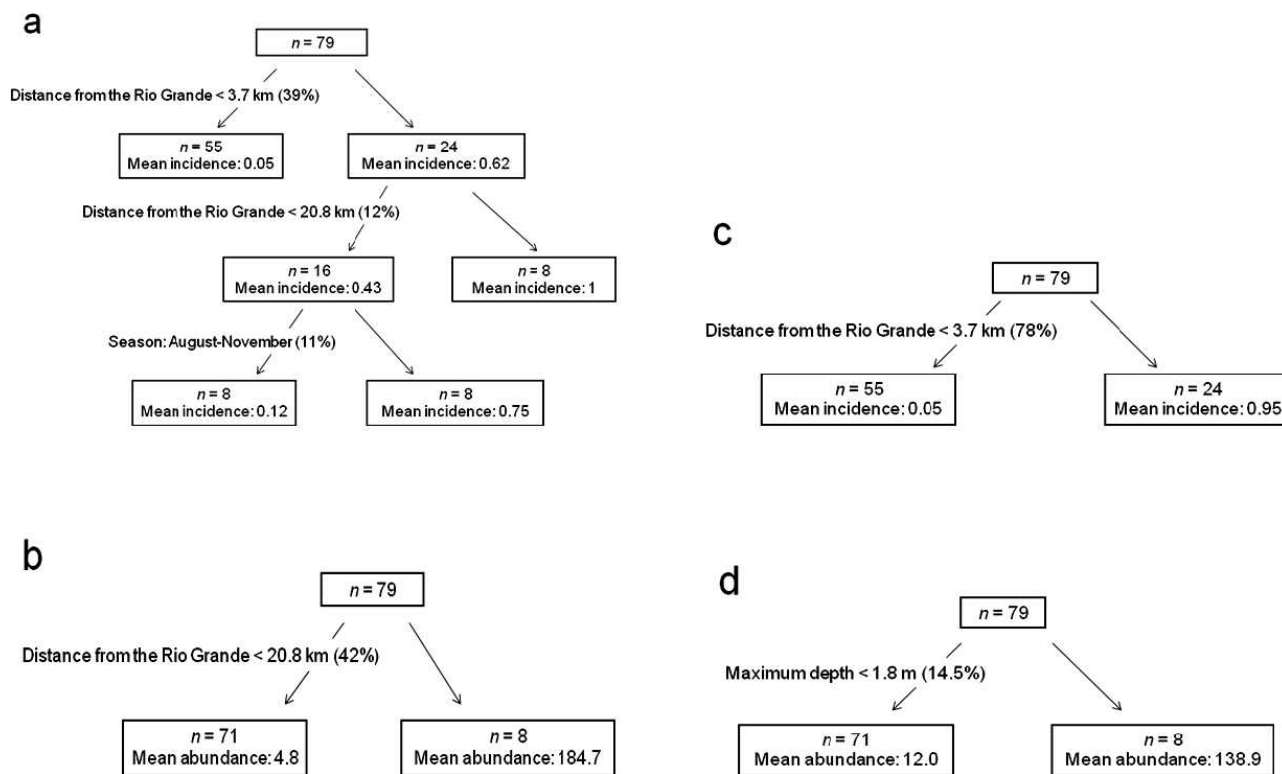 a
n = 79
Distance from the Rio Grande < 3.7 km (39%)
n = 55
Mean incidence: 0.05
n = 24
Mean incidence: 0.62
Distance from the Rio Grande < 20.8 km (12%)
n = 16
Mean incidence: 0.43
n = 8
Mean incidence: 1
Season: August-November (11%)
n = 8
Mean incidence: 0.12
n = 8
Mean incidence: 0.75
c
n = 79
Distance from the Rio Grande < 3.7 km (78%)
n = 55
Mean incidence: 0.05
n = 24
Mean incidence: 0.95
b
n = 79
Distance from the Rio Grande < 20.8 km (42%)
n = 71
Mean abundance: 4.8
n = 8
Mean abundance: 184.7
d
n = 79
Maximum depth < 1.8 m (14.5%)
n = 71
Mean abundance: 12.0
n = 8
Mean abundance: 138.9